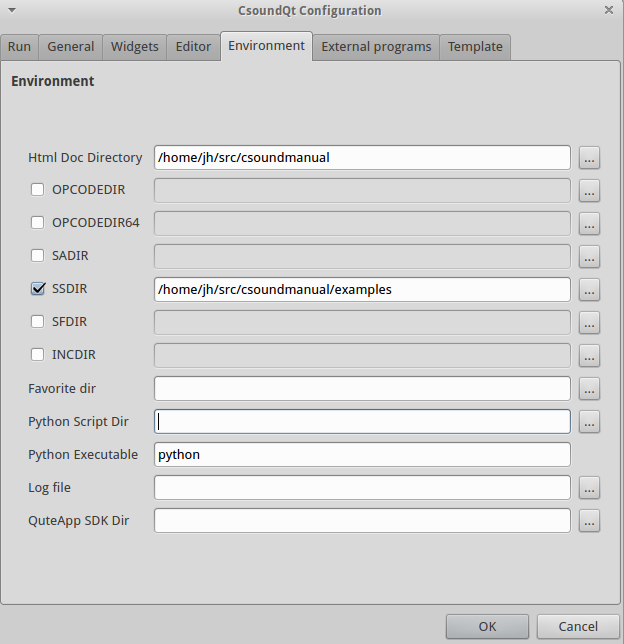 CsoundQt Configuration
Run General Widgets Editor Environment External programs Template
Environment
Html Doc Directory /home/jh/src/csoundmanual ...
OPCODEDIR ...
OPCODEDIR64 ...
SADIR ...
SSDIR /home/jh/src/csoundmanual/examples ...
SFDIR ...
INCDIR ...
Favorite dir ...
Python Script Dir ...
Python Executable python
Log file ...
QuteApp SDK Dir ...
OK Cancel